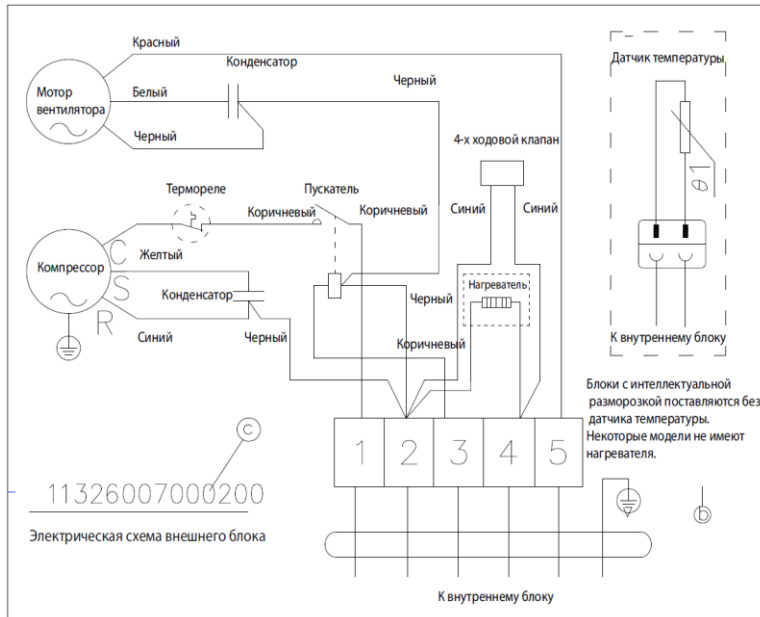 Красный
Конденсатор
Мотор
вентилятора
Белый
Черный
Черный
Датчик температуры
4-х ходовой клапан
Термореле
Пускатель
Коричневый
Коричневый
Синий
Синий
θ1
C
Желтый
Компрессор
S
Конденсатор
R
Синий
Черный
Черный
Нагреватель
Коричневый
К внутреннему блоку
Блоки с интеллектуальной
разморозкой поставляются без
датчика температуры.
Некоторые модели не имеют
нагревателя.
1 2 3 4 5
c
11326007000200
b
Электрическая схема внешнего блока
К внутреннему блоку